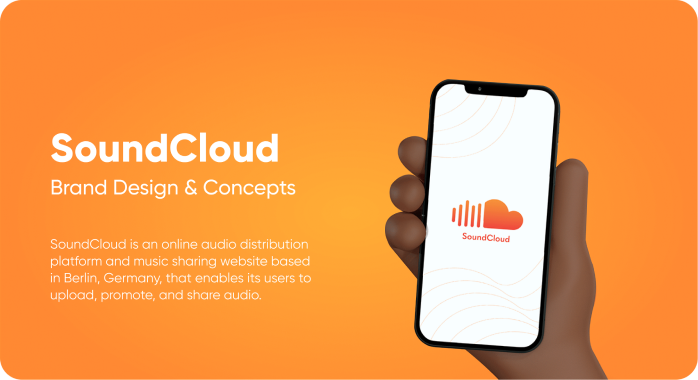 SoundCloud
Brand Design & Concepts
SoundCloud is an online audio distribution
platform and music sharing website based
in Berlin, Germany, that enables its users to
upload, promote, and share audio.
SoundCloud